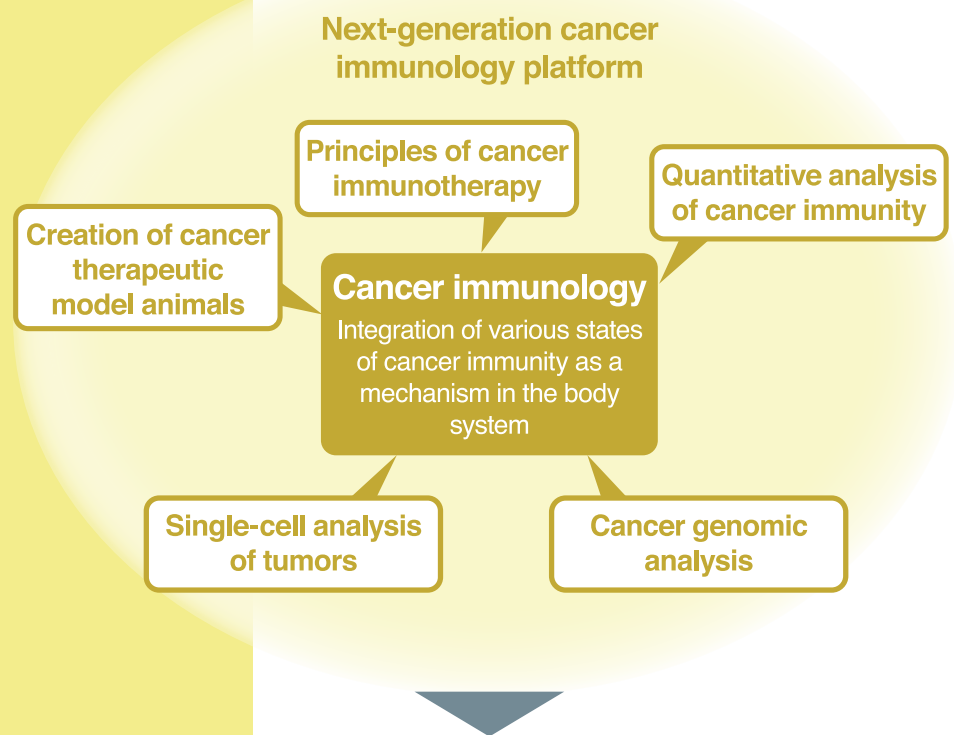 Next-generation cancer
immunology platform
Principles of cancer
immunotherapy
Quantitative analysis
of cancer immunity
Creation of cancer
therapeutic
model animals
Cancer immunology
Integration of various states
of cancer immunity as a
mechanism in the body
system
Single-cell analysis
of tumors
Cancer genomic
analysis